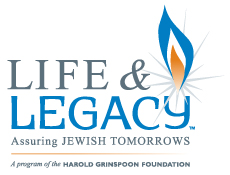 LIFE &
LEGACY™
Assuring JEWISH TOMORROWS
A program of the HAROLD GRINSPOON FOUNDATION